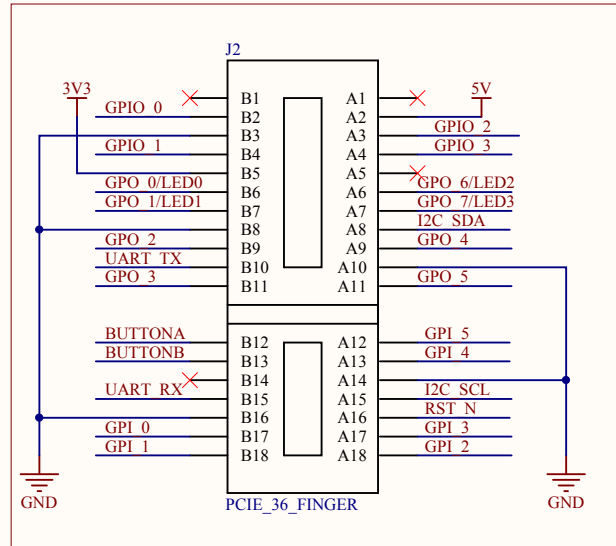 J2
3V3
5V
B1 A1
GPIO_0 B2 A2
B3 A3 GPIO_2
GPIO_1 B4 A4 GPIO_3
B5 A5
GPO_0/LED0 B6 A6 GPO_6/LED2
GPO_1/LED1 B7 A7 GPO_7/LED3
B8 A8 I2C_SDA
GPO_2 B9 A9 GPO_4
UART_TX B10 A10
GPO_3 B11 A11 GPO_5
BUTTONA B12 A12 GPI_5
BUTTONB B13 A13 GPI_4
B14 A14
UART_RX B15 A15 I2C_SCL
B16 A16 RST_N
GPI_0 B17 A17 GPI_3
GPI_1 B18 A18 GPI_2
GND PCIE_36_FINGER GND